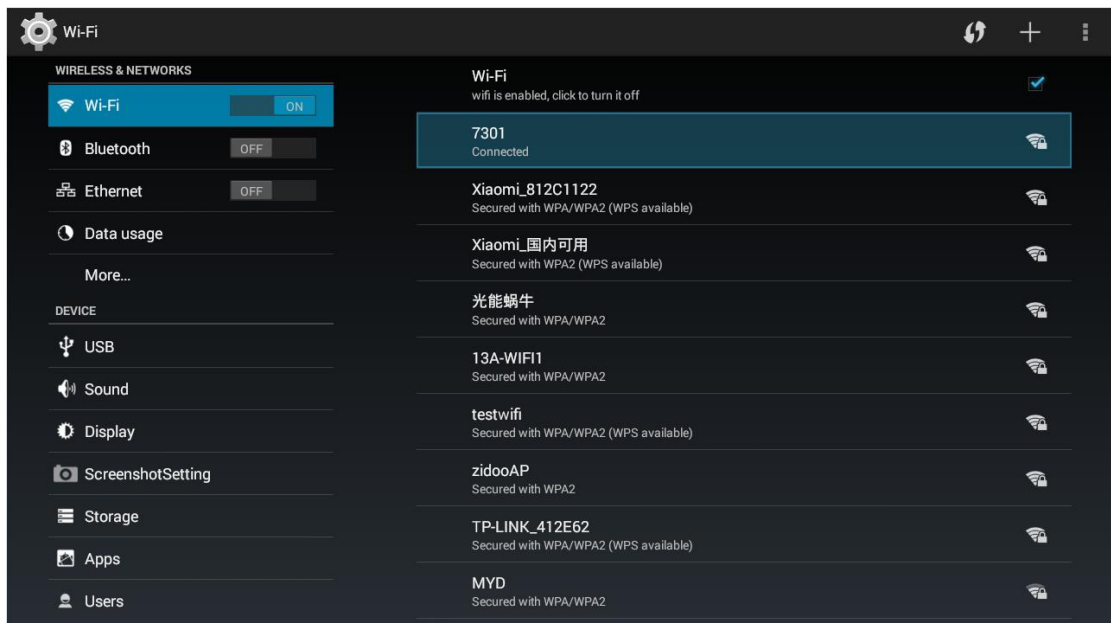 Wi-Fi
WIRELESS & NETWORKS
Wi-Fi
ON
Bluetooth
OFF
Ethernet
OFF
Data usage
More...
DEVICE
USB
Sound
Display
ScreenshotSetting
Storage
Apps
Users
Wi-Fi
wifi is enabled, click to turn it off
7301
Connected
Xiaomi_812C1122
Secured with WPA/WPA2 (WPS available)
Xiaomi_国内可用
Secured with WPA2 (WPS available)
光能蜗牛
Secured with WPA/WPA2
13A-WIFI1
Secured with WPA/WPA2
testwifi
Secured with WPA/WPA2 (WPS available)
zidooAP
Secured with WPA2
TP-LINK_412E62
Secured with WPA/WPA2 (WPS available)
MYD
Secured with WPA/WPA2